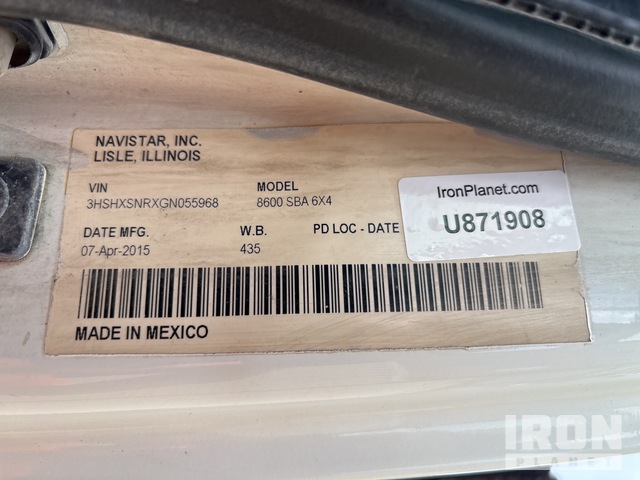 NAVISTAR, INC.
LISLE, ILLINOIS
VIN MODEL
3HSHXSNRXGN055968 8600 SBA 6X4
DATE MFG. W.B. PD LOC - DATE
07-Apr-2015 435
MADE IN MEXICO
IronPlanet.com
U871908
IRON
PLANET